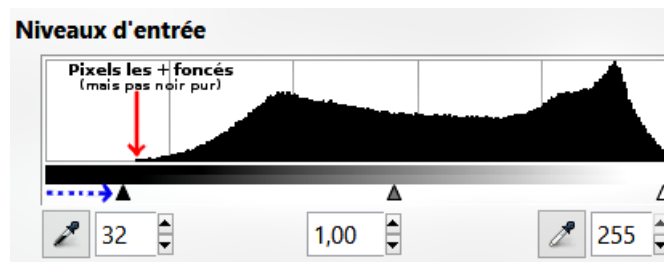 Niveaux d'entrée
Pixels les + foncés
(mais pas noir pur)
32
1,00
255